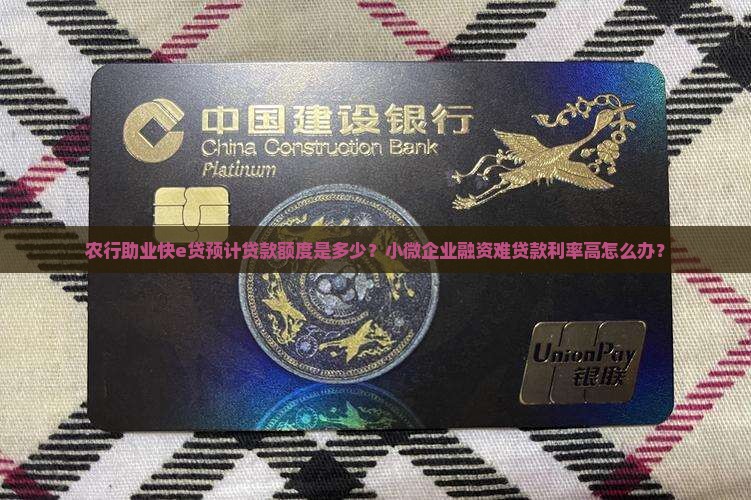 中国建设银行
China Construction Bank
Platinum
农行助业快e贷预计贷款额度是多少？小微企业融资难贷款利率高怎么办？
UnionPay
银联